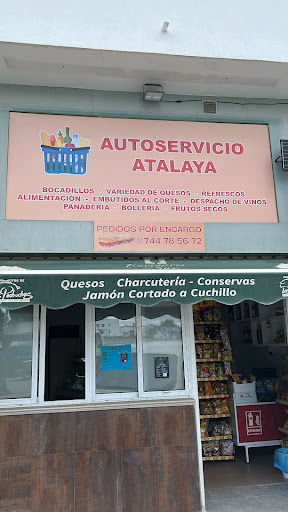 AUTOSERVICIO
ATALAYA
BOCADILLOS - VARIEDAD DE QUESOS - REFRESCOS
ALIMENTACION - EMBUTIDOS AL CORTE - DESPACHO DE VINOS
PANADERIA - BOLLERIA - FRUTOS SECOS
PEDIDOS POR ENCARGO
744 78 56 72
Quesos Charcutería - Conservas
Jamón Cortado a Cuchillo